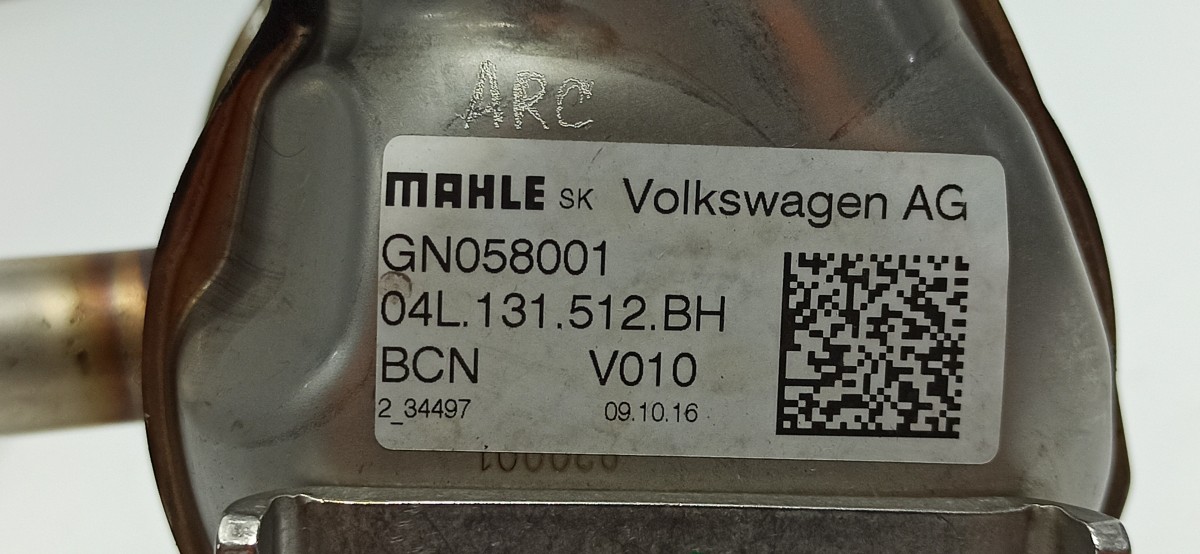 ARC
MAHLE SK Volkswagen AG
GN058001
04L.131.512.BH
BCN V010
2_34497 09.10.16